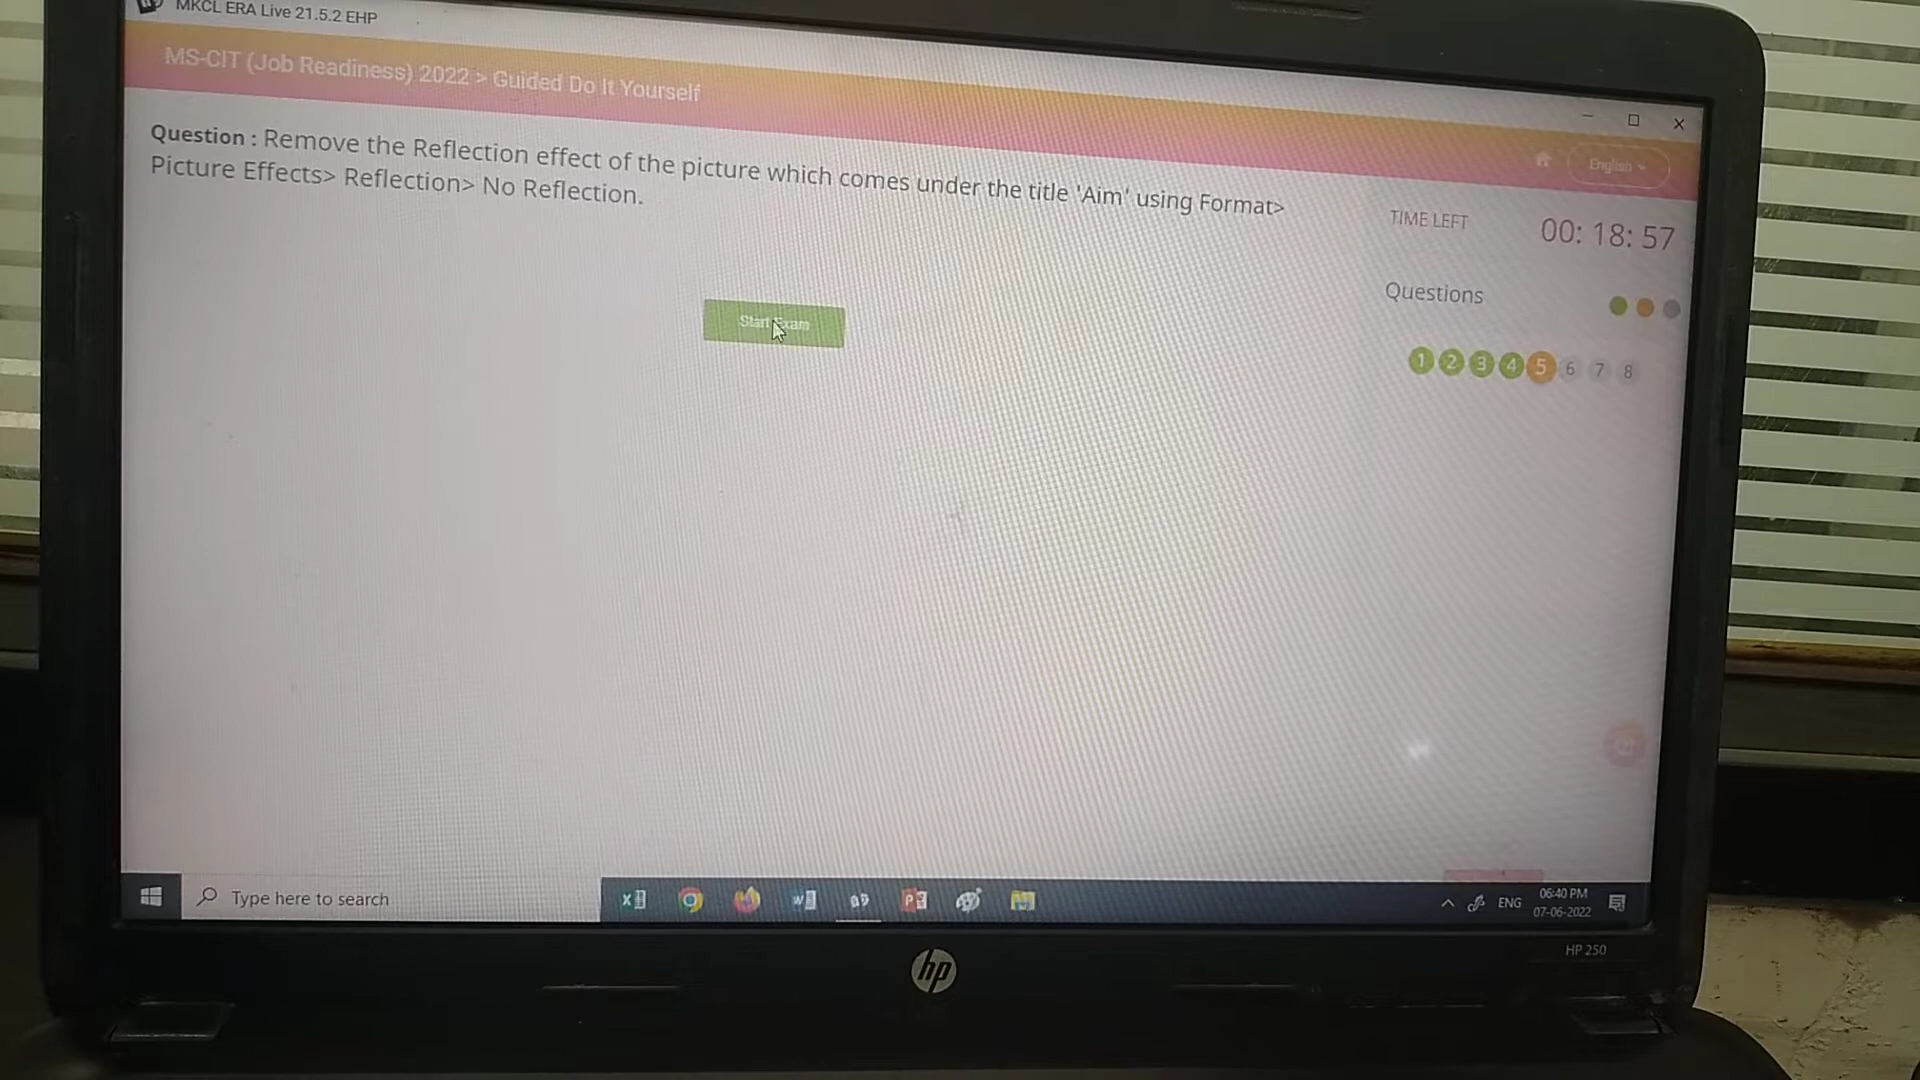 MKCL ERA Live 21.5.2 EHP
MS-CIT (Job Readiness) 2022 > Guided Do It Yourself
English
Question : Remove the Reflection effect of the picture which comes under the title 'Aim' using Format>
Picture Effects> Reflection> No Reflection.
TIME LEFT 00: 18: 57
Start Exam
Questions
1 2 3 4 5 6 7 8
Type here to search
ENG
06:40 PM
07-06-2022
hp
HP 250